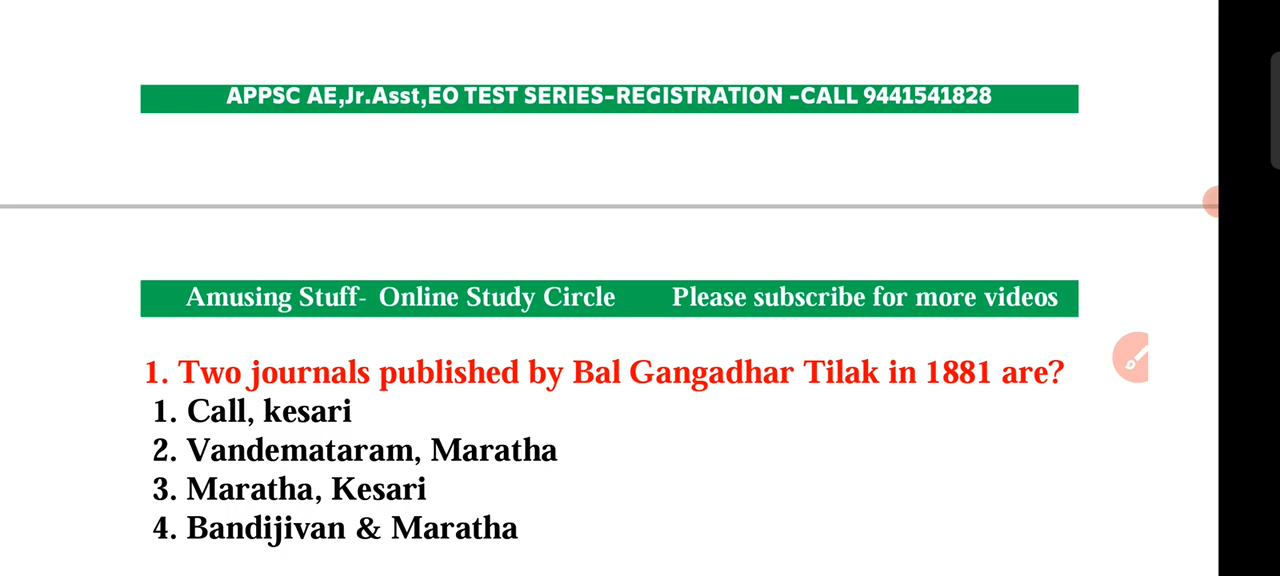 APPSC AE,Jr.Asst,EO TEST SERIES-REGISTRATION -CALL 9441541828
Amusing Stuff- Online Study Circle Please subscribe for more videos
1. Two journals published by Bal Gangadhar Tilak in 1881 are?
1. Call, kesari
2. Vandemataram, Maratha
3. Maratha, Kesari
4. Bandijivan & Maratha